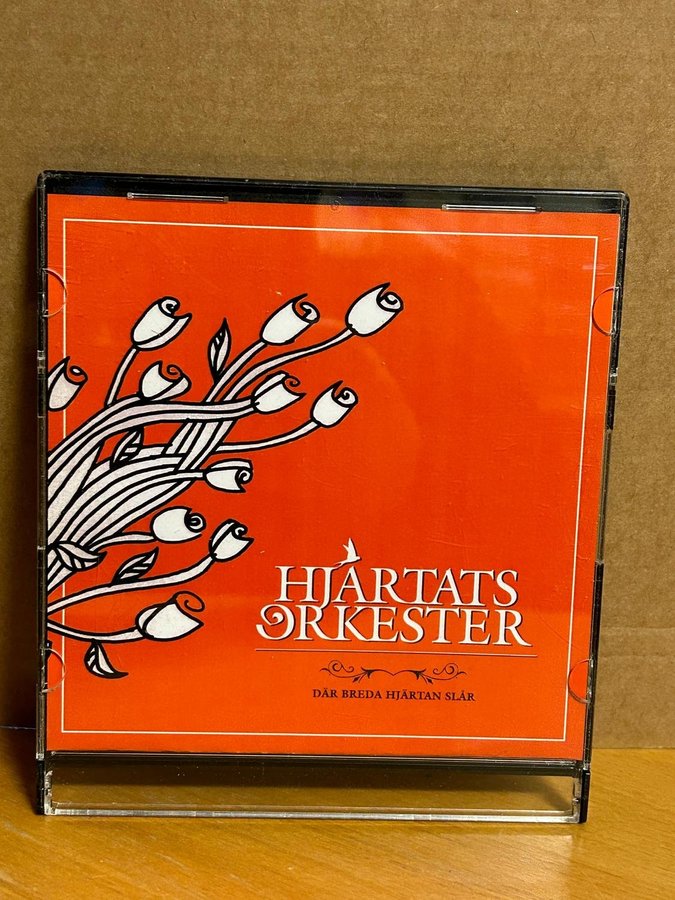 HJÄRTATS
ORKESTER
DÄR BREDA HJÄRTAN SLÅR